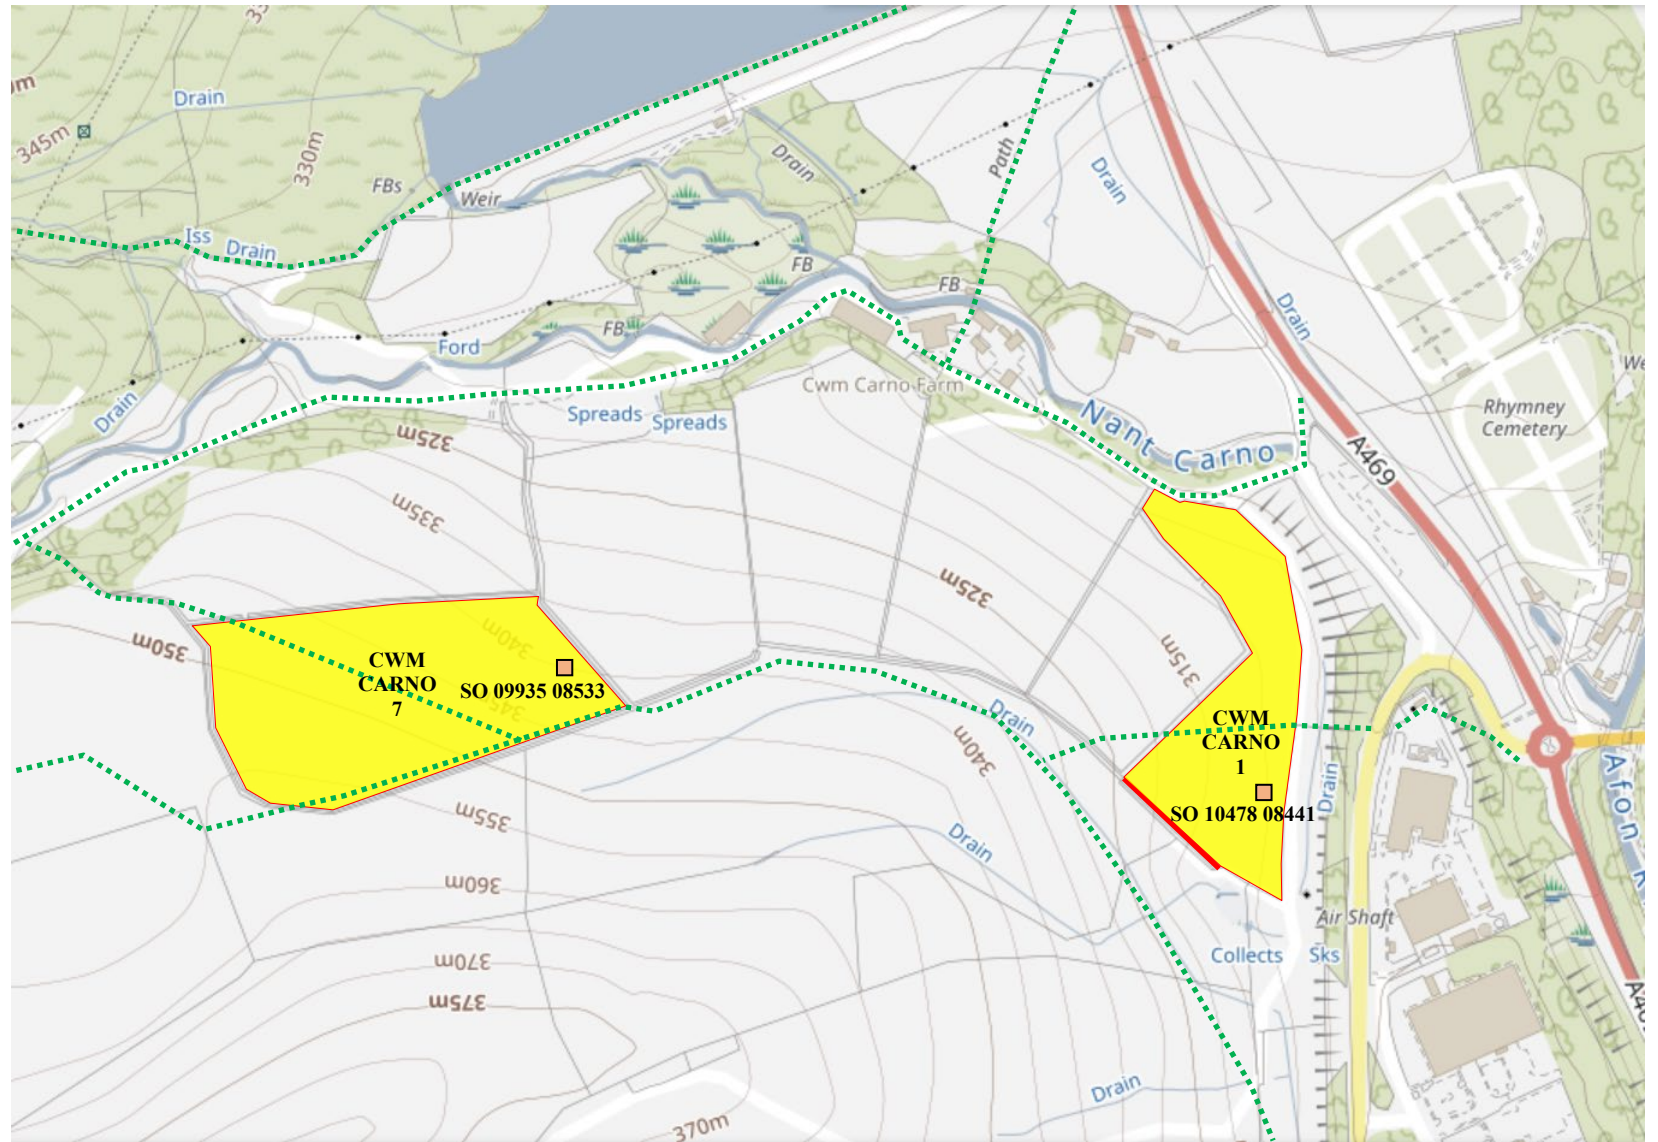 Drain
345m
330m
FBs
Weir
Drain
Path
Drain
Iss
Drain
FB
FB
Drain
Ford
FB
Drain
Spreads
Spreads
Cwm Carno Farm
Nant Carno
Rhymney
Cemetery
We
A469
325m
335m
325m
350m
340m
345m
315m
CWM
CARNO
7
SO 09935 08533
CWM
CARNO
1
SO 10478 08441
Drain
340m
Drain
355m
Drain
360m
Air Shaft
Collects
Sks
370m
375m
Drain
370m
Afon R